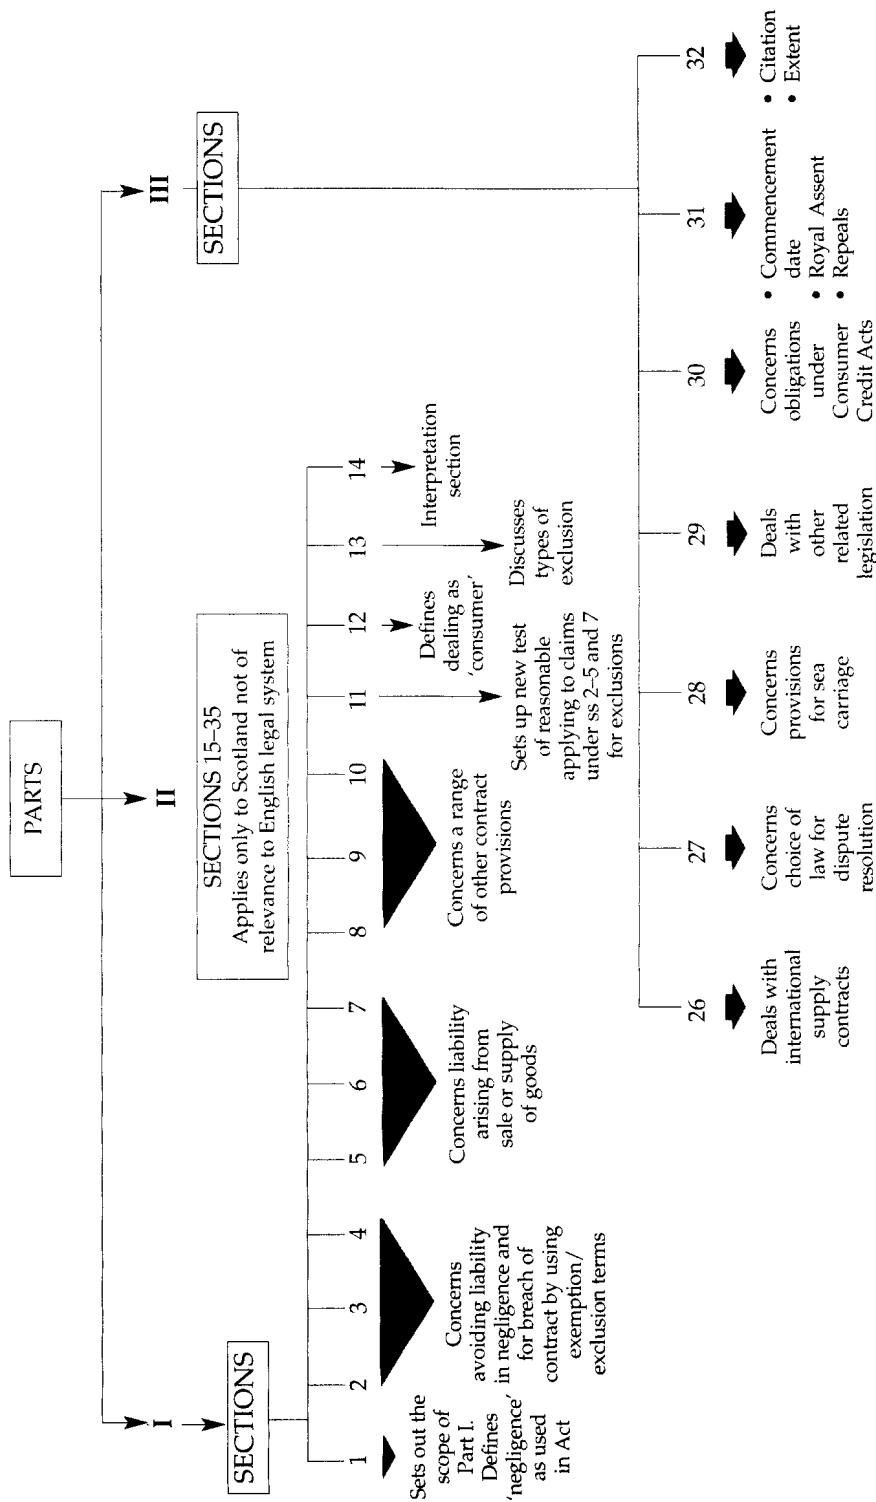 PARTS
I
II
III
SECTIONS
SECTIONS 15–35
Applies only to Scotland not of
relevance to English legal system
SECTIONS
1
2
3
4
5
6
7
8
9
10
11
12
13
14
Sets out the
scope of
Part I.
Defines
'negligence'
as used
in Act
Concerns
avoiding liability
in negligence and
for breach of
contract by using
exemption/
exclusion terms
Concerns liability
arising from
sale or supply
of goods
Concerns a range
of other contract
provisions
Sets up new test
of reasonable
applying to claims
under ss 2–5 and 7
for exclusions
Defines
dealing as
'consumer'
Discusses
types of
exclusion
Interpretation
section
26
27
28
29
30
31
32
Deals with
international
supply
contracts
Concerns
choice of
law for
dispute
resolution
Concerns
provisions
for sea
carriage
Deals
with
other
related
legislation
Concerns
obligations
under
Consumer
Credit Acts
• Commencement
date
• Royal Assent
• Repeals
• Citation
• Extent